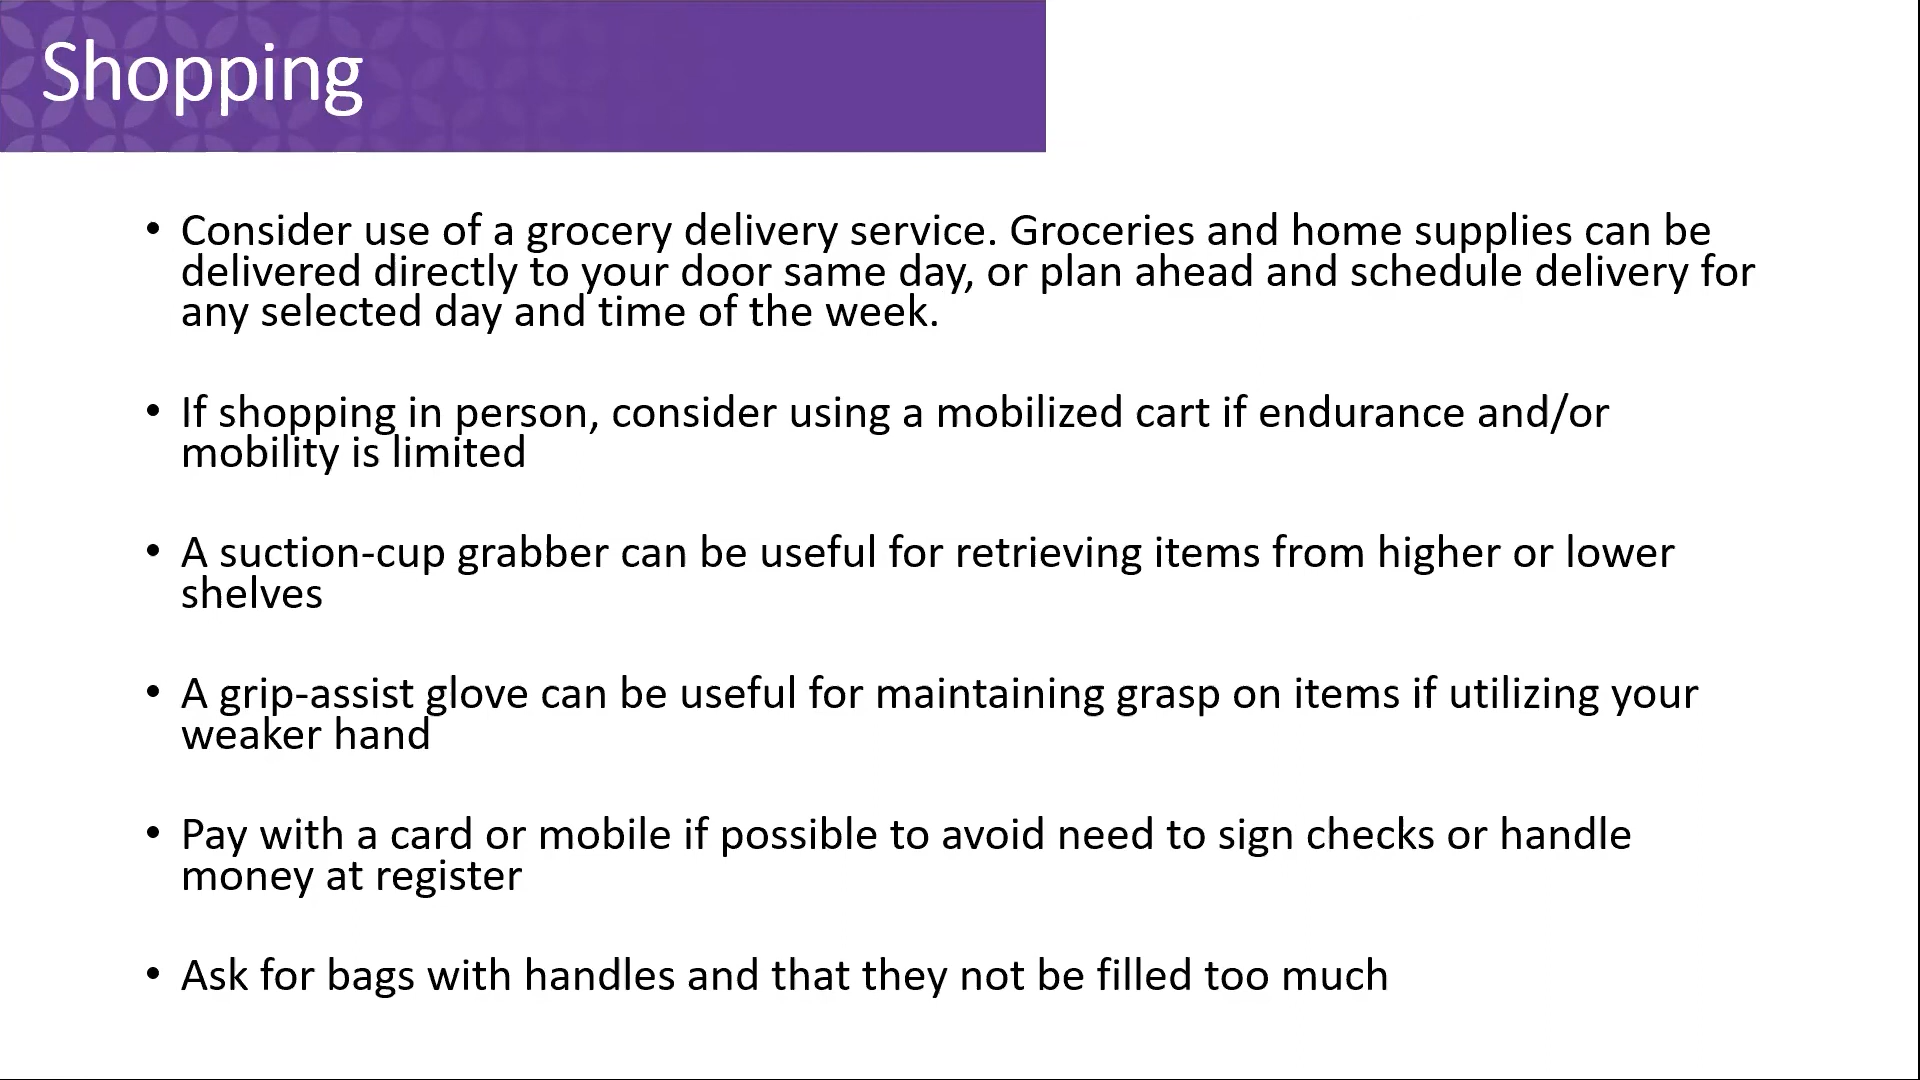 Shopping
• Consider use of a grocery delivery service. Groceries and home supplies can be
delivered directly to your door same day, or plan ahead and schedule delivery for
any selected day and time of the week.
• If shopping in person, consider using a mobilized cart if endurance and/or
mobility is limited
• A suction-cup grabber can be useful for retrieving items from higher or lower
shelves
• A grip-assist glove can be useful for maintaining grasp on items if utilizing your
weaker hand
• Pay with a card or mobile if possible to avoid need to sign checks or handle
money at register
• Ask for bags with handles and that they not be filled too much